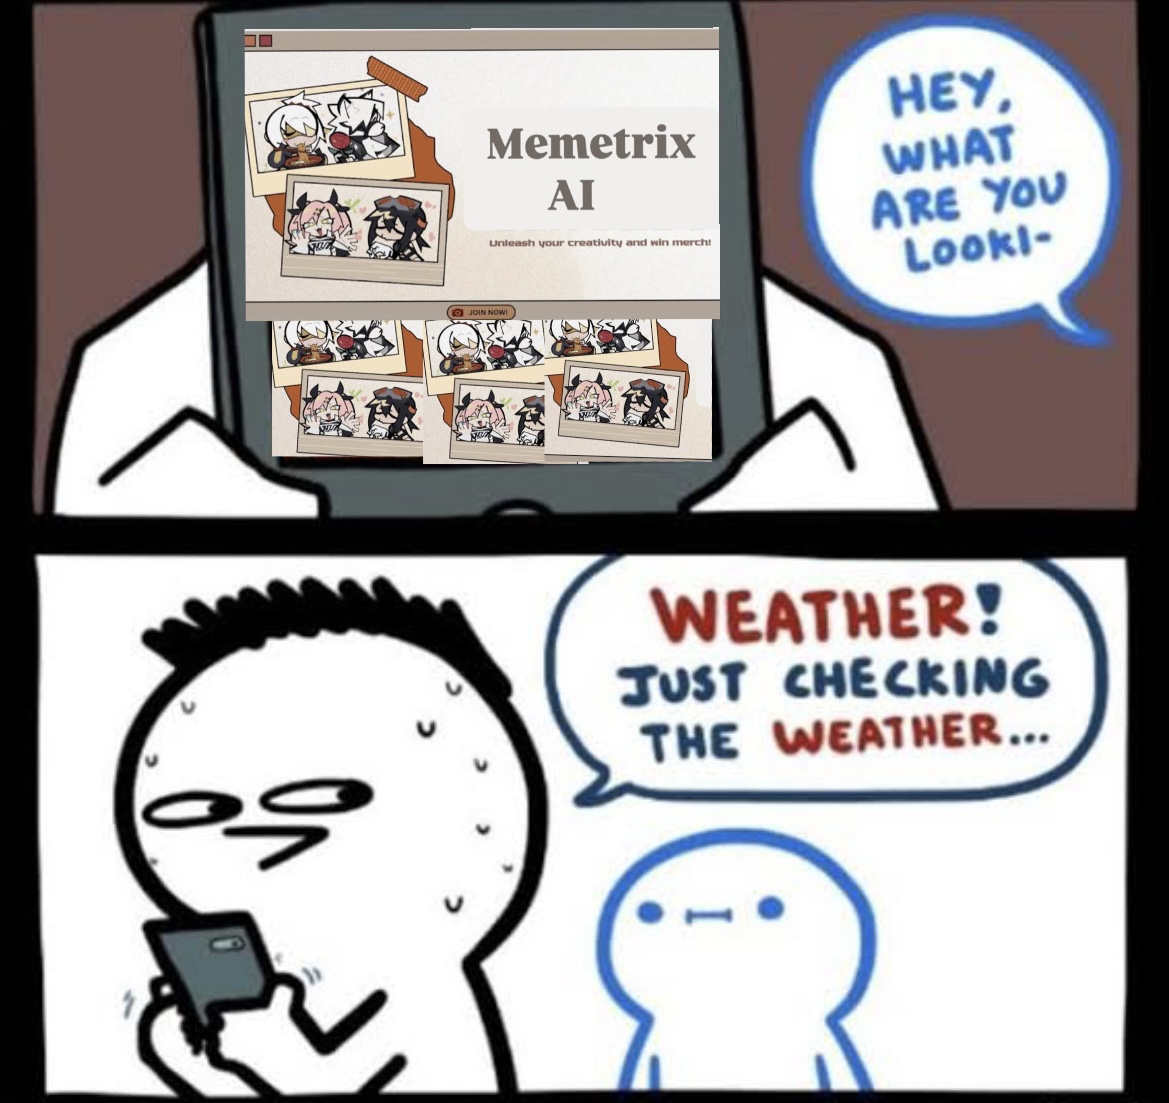 Memetrix
AI
Unleash your creativity and win merch!
JOIN NOW!
HEY,
WHAT
ARE YOU
LOOKI-
WEATHER!
JUST CHECKING
THE WEATHER...